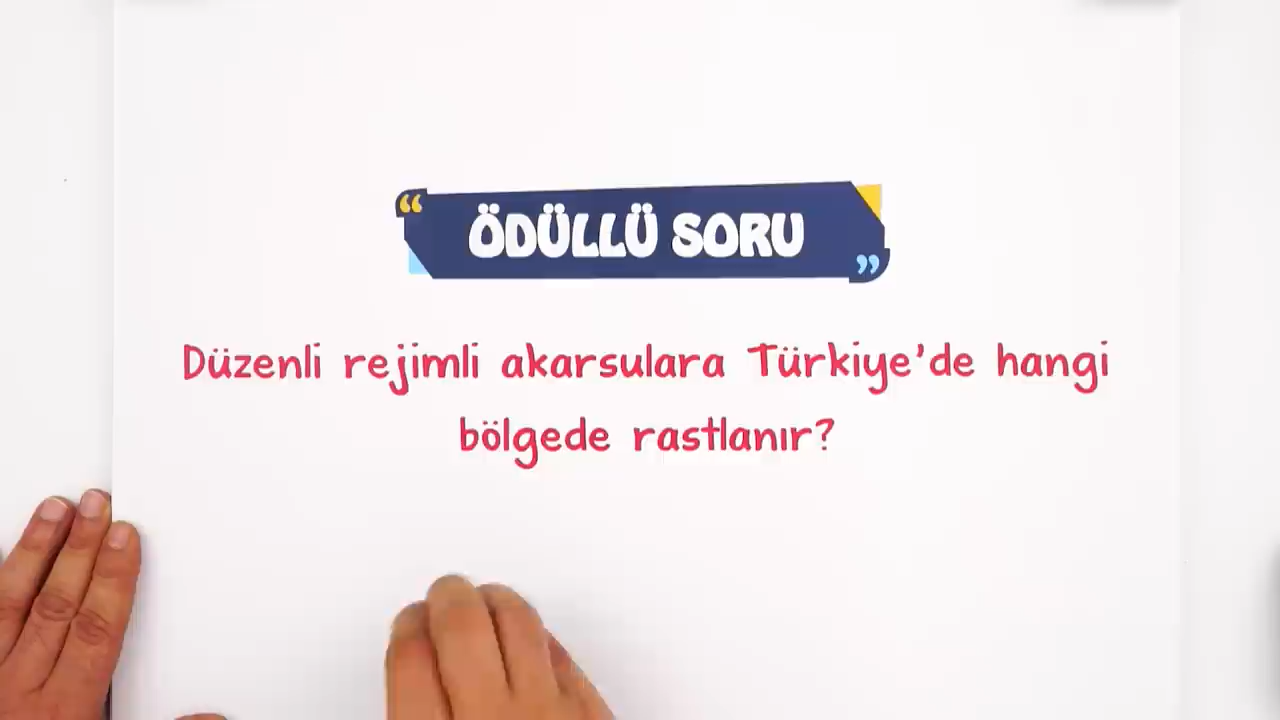 ÖDÜLLÜ SORU
Düzenli rejimli akarsulara Türkiye'de hangi
bölgede rastlanır?